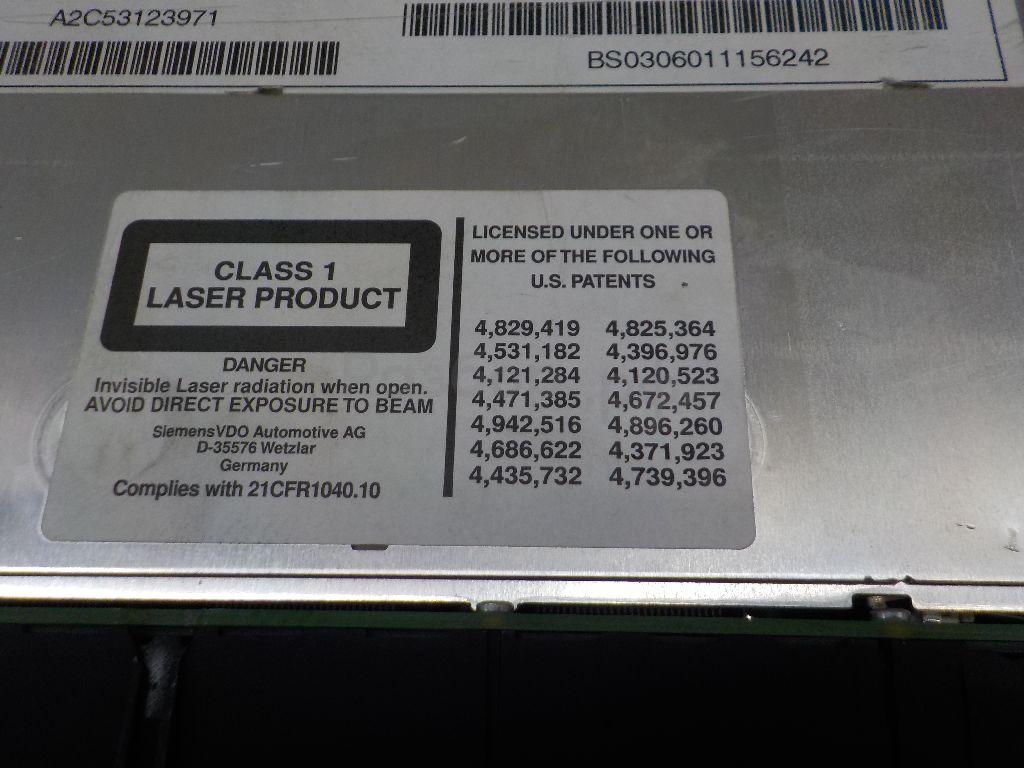 A2C53123971
BS0306011156242
CLASS 1
LASER PRODUCT
DANGER
Invisible Laser radiation when open.
AVOID DIRECT EXPOSURE TO BEAM
SiemensVDO Automotive AG
D-35576 Wetzlar
Germany
Complies with 21CFR1040.10
LICENSED UNDER ONE OR
MORE OF THE FOLLOWING
U.S. PATENTS
4,829,419 4,825,364
4,531,182 4,396,976
4,121,284 4,120,523
4,471,385 4,672,457
4,942,516 4,896,260
4,686,622 4,371,923
4,435,732 4,739,396